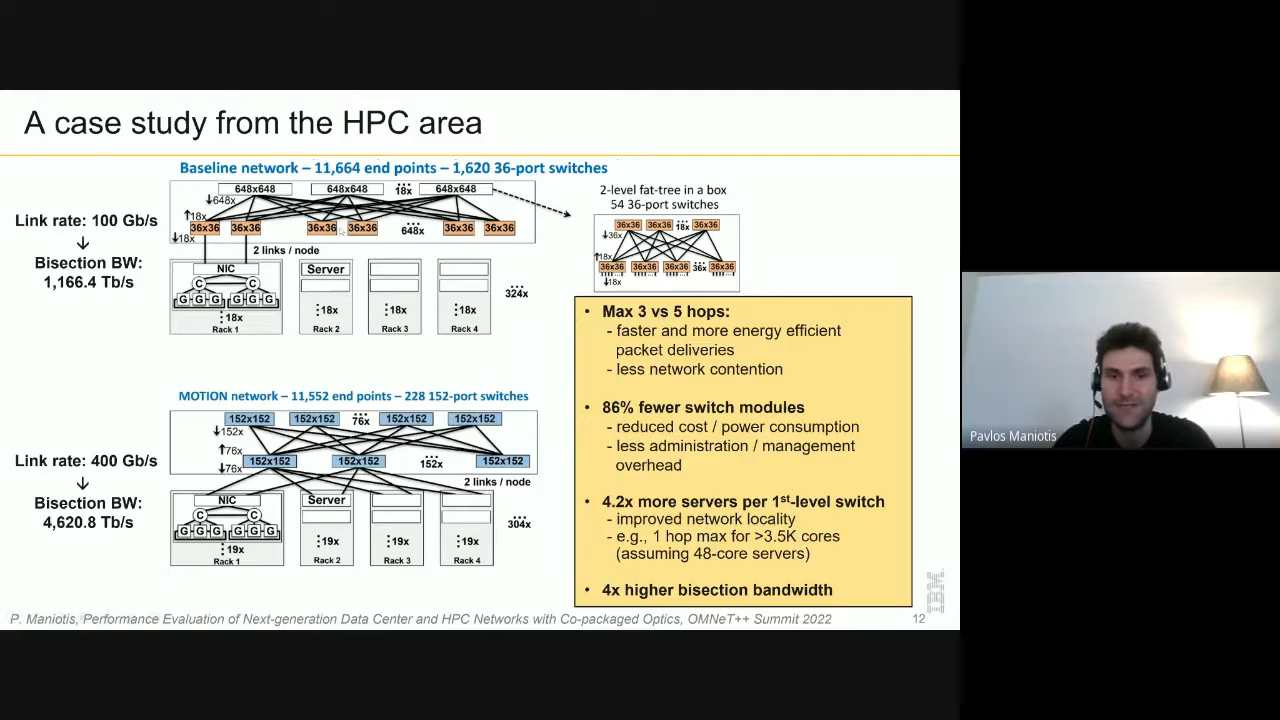 A case study from the HPC area
Baseline network – 11,664 end points – 1,620 36-port switches
648x648
648x648
18x
648x648
↓648x
↑18x
36x36
36x36
36x36
36x36
648x
36x36
36x36
↓18x
2 links / node
Link rate: 100 Gb/s
↓
Bisection BW:
1,166.4 Tb/s
NIC
C
C
G G G
G G G
18x
Rack 1
Server
18x
Rack 2
18x
Rack 3
18x
Rack 4
324x
2-level fat-tree in a box
54 36-port switches
36x36
36x36
18x
36x36
↓36x
↑18x
36x36
36x36
36x36
36x
36x36
↓18x
MOTION network – 11,552 end points – 228 152-port switches
152x152
152x152
76x
152x152
152x152
↓152x
↑76x
↓76x
152x152
152x152
152x
152x152
2 links / node
Link rate: 400 Gb/s
↓
Bisection BW:
4,620.8 Tb/s
NIC
C
C
G G G
G G G
19x
Rack 1
Server
19x
Rack 2
19x
Rack 3
19x
Rack 4
304x
• Max 3 vs 5 hops:
- faster and more energy efficient
packet deliveries
- less network contention
• 86% fewer switch modules
- reduced cost / power consumption
- less administration / management
overhead
• 4.2x more servers per 1st-level switch
- improved network locality
- e.g., 1 hop max for >3.5K cores
(assuming 48-core servers)
• 4x higher bisection bandwidth
IBM
P. Maniotis, Performance Evaluation of Next-generation Data Center and HPC Networks with Co-packaged Optics, OMNeT++ Summit 2022
12
Pavlos Maniotis